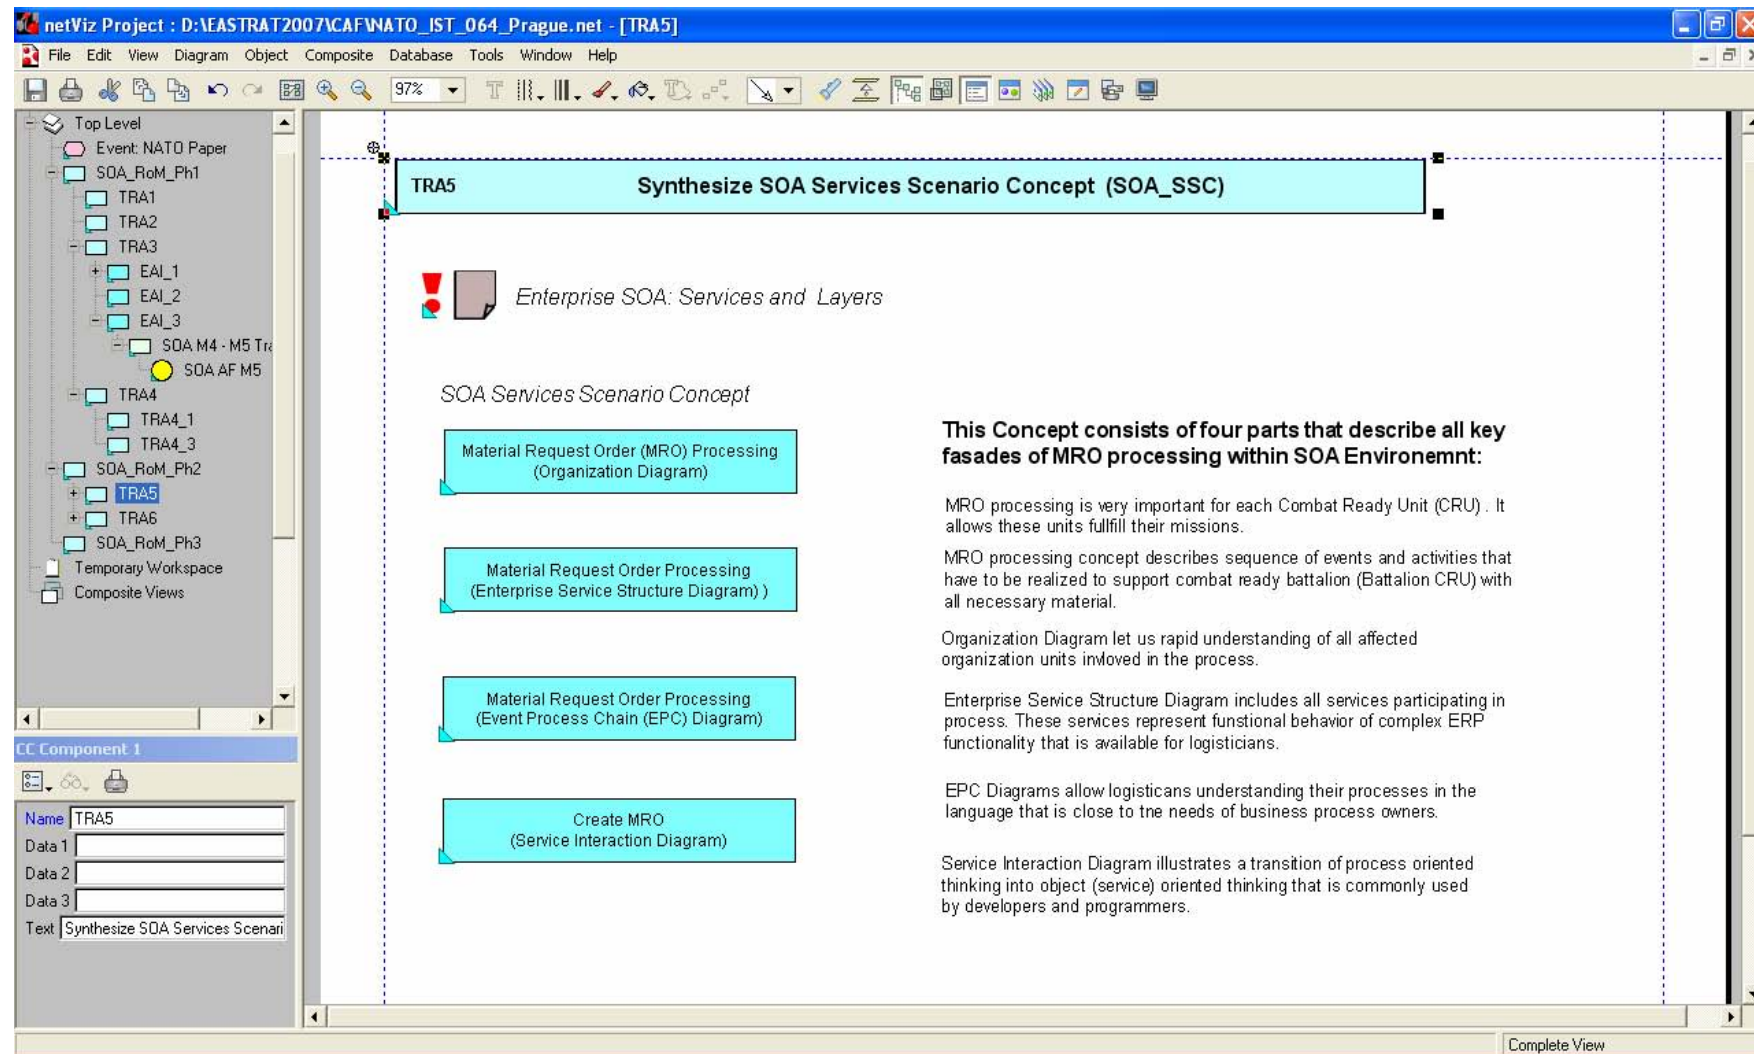 netViz Project : D:\EASTRAT2007\CAF\NATO_IST_064_Prague.net - [TRA5]
File Edit View Diagram Object Composite Database Tools Window Help
97%
Top Level
Event: NATO Paper
SOA_RoM_Ph1
TRA1
TRA2
TRA3
EAI_1
EAI_2
EAI_3
SOA M4 - M5 Tra
SOA AF M5
TRA4
TRA4_1
TRA4_3
SOA_RoM_Ph2
TRA5
TRA6
SOA_RoM_Ph3
Temporary Workspace
Composite Views
CC Component 1
Name TRA5
Data 1
Data 2
Data 3
Text Synthesize SOA Services Scenari
TRA5 Synthesize SOA Services Scenario Concept (SOA_SSC)
Enterprise SOA: Services and Layers
SOA Services Scenario Concept
Material Request Order (MRO) Processing
(Organization Diagram)
Material Request Order Processing
(Enterprise Service Structure Diagram) )
Material Request Order Processing
(Event Process Chain (EPC) Diagram)
Create MRO
(Service Interaction Diagram)
This Concept consists of four parts that describe all key
fasades of MRO processing within SOA Environemnt:
MRO processing is very important for each Combat Ready Unit (CRU) . It
allows these units fullfill their missions.
MRO processing concept describes sequence of events and activities that
have to be realized to support combat ready battalion (Battalion CRU) with
all necessary material.
Organization Diagram let us rapid understanding of all affected
organization units invloved in the process.
Enterprise Service Structure Diagram includes all services participating in
process. These services represent funstional behavior of complex ERP
functionality that is available for logisticians.
EPC Diagrams allow logisticans understanding their processes in the
language that is close to tne needs of business process owners.
Service Interaction Diagram illustrates a transition of process oriented
thinking into object (service) oriented thinking that is commonly used
by developers and programmers.
Complete View